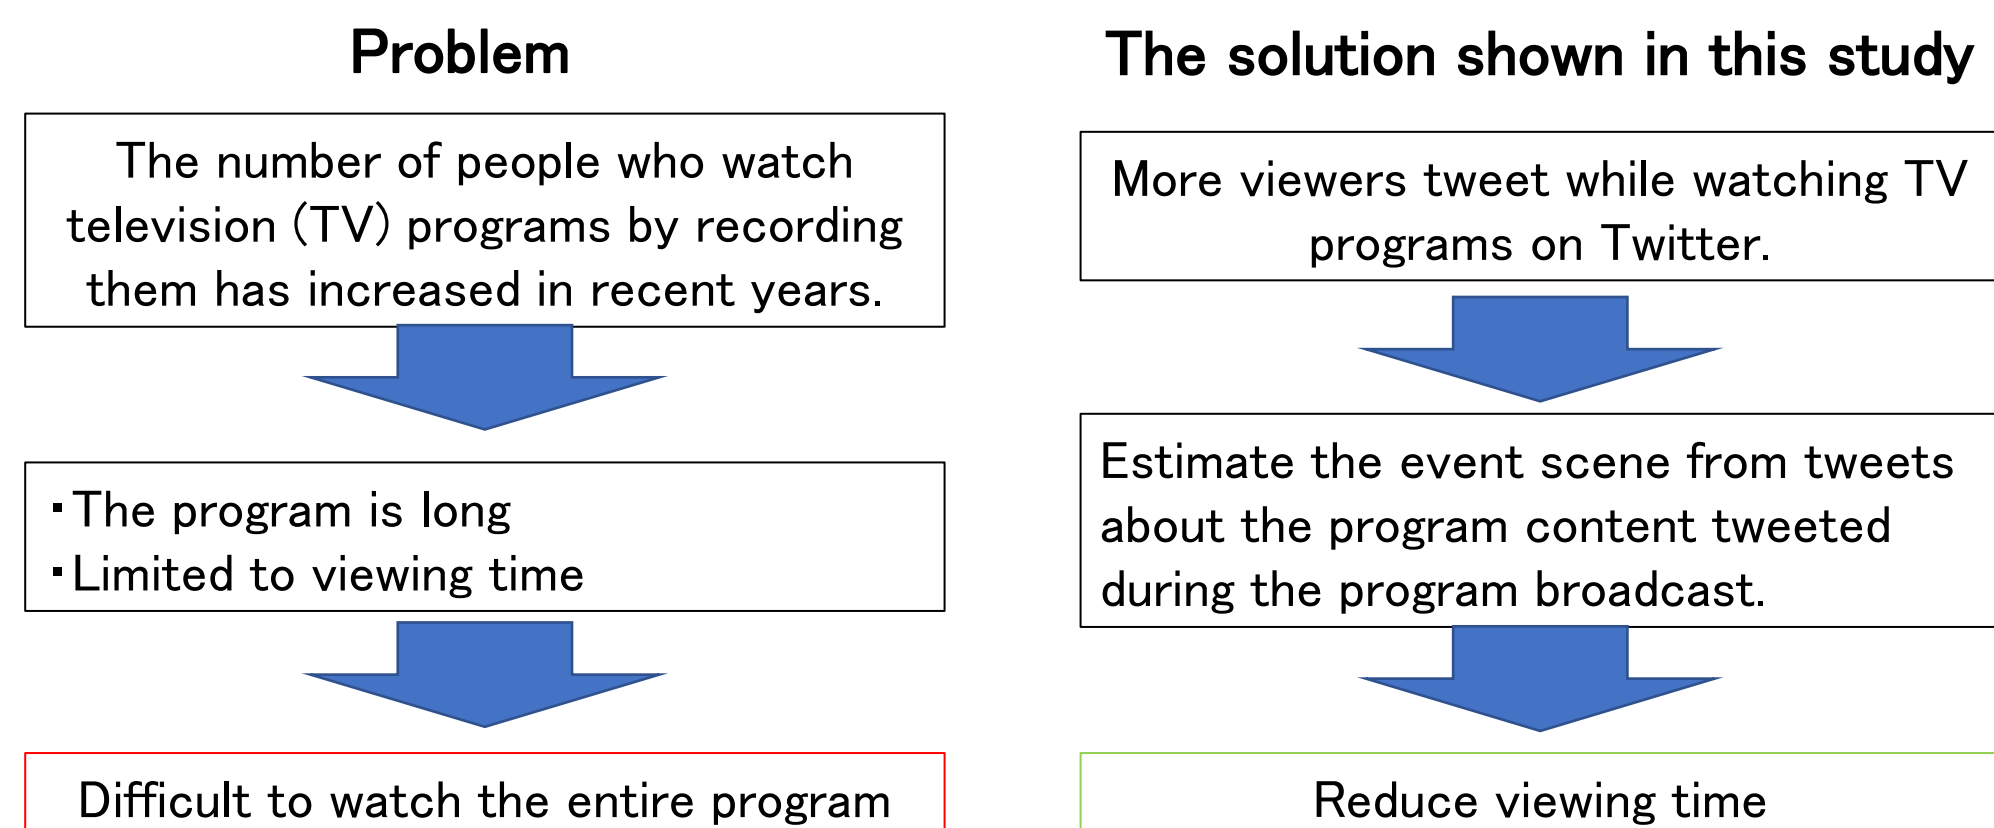 Problem
The number of people who watch
television (TV) programs by recording
them has increased in recent years.
・The program is long
・Limited to viewing time
Difficult to watch the entire program
The solution shown in this study
More viewers tweet while watching TV
programs on Twitter.
Estimate the event scene from tweets
about the program content tweeted
during the program broadcast.
Reduce viewing time